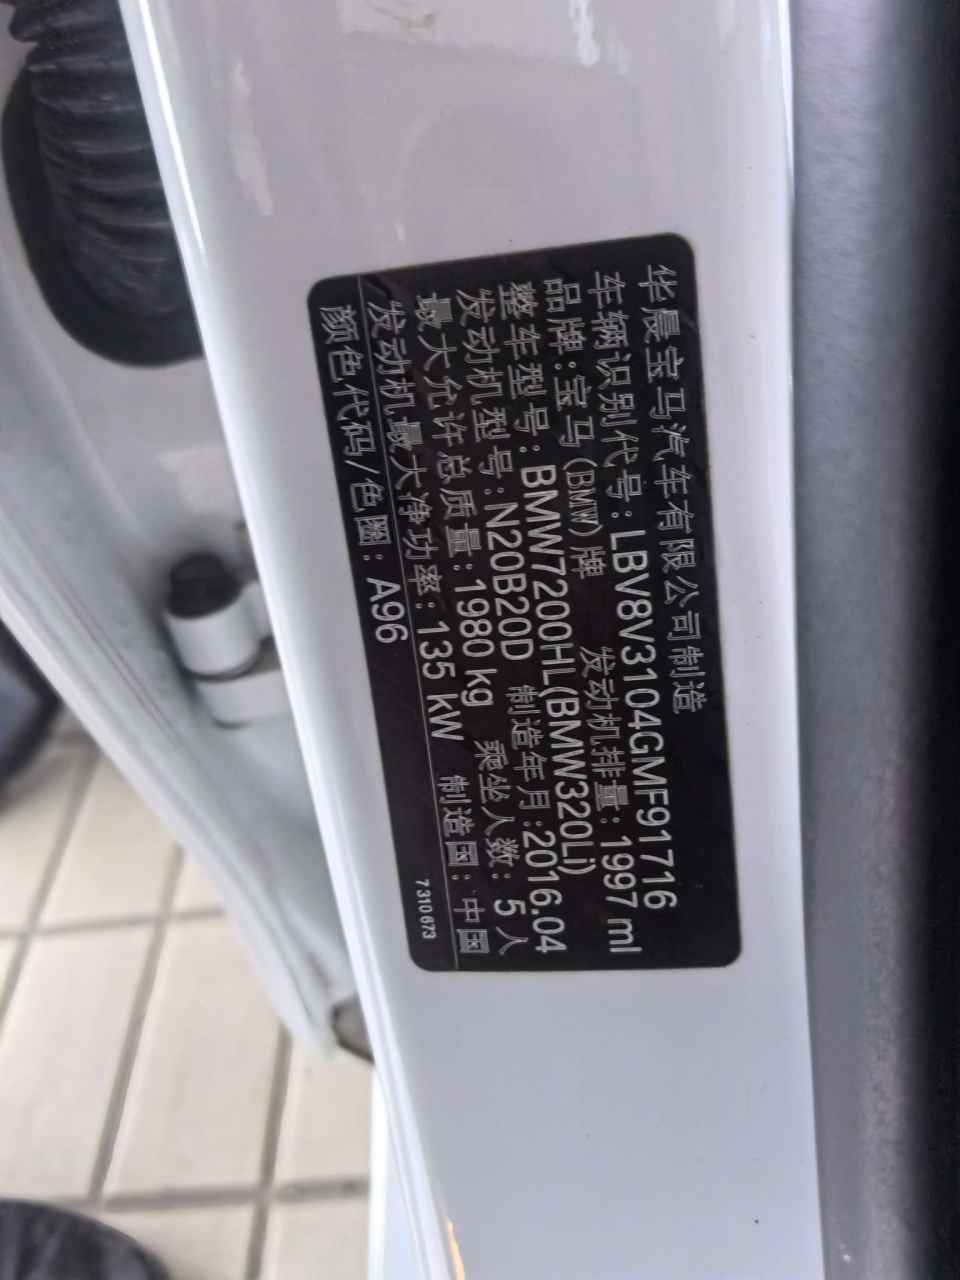 华晨宝马汽车有限公司制造
车辆识别代号:LBV8V3104GMF91716
品牌:宝马(BMW)牌 发动机排量:1997 ml
整车型号:BMW7200HL(BMW320Li)
发动机型号:N20B20D 制造年月:2016.04
最大允许总质量:1980 kg 乘坐人数:5人
发动机最大净功率:135 kW 制造国:中国
颜色代码/色圈:A96
7310673